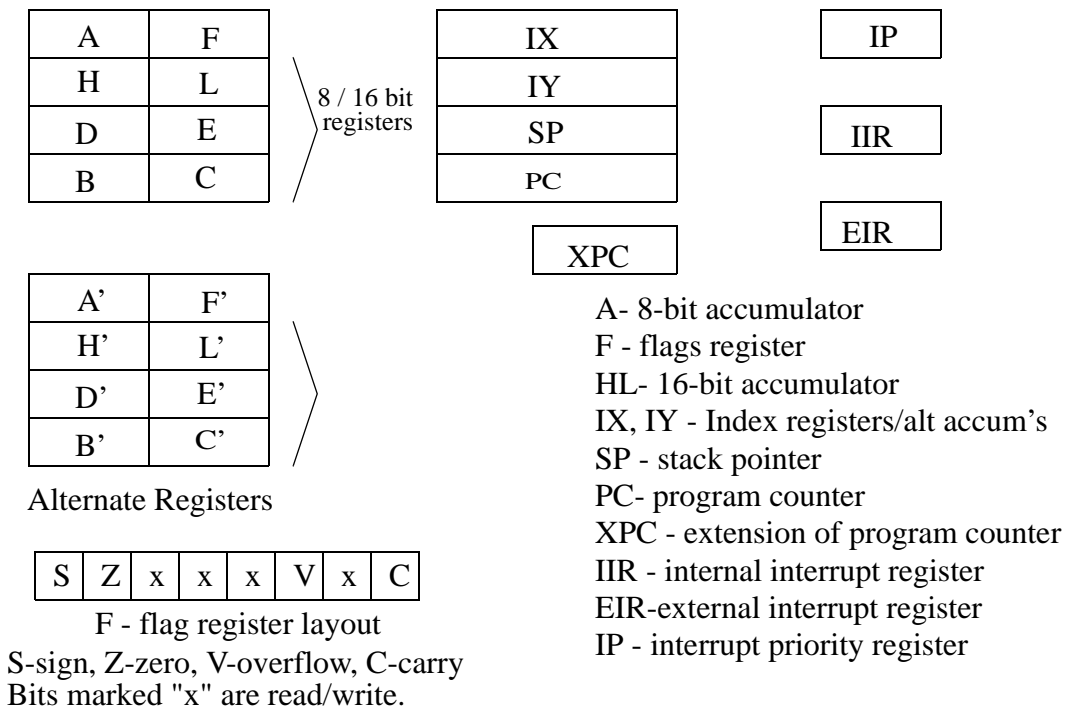 A F
H L
D E
B C
8 / 16 bit
registers
IX
IY
SP
PC
XPC
IP
IIR
EIR
A’ F’
H’ L’
D’ E’
B’ C’
Alternate Registers
S Z x x x V x C
F - flag register layout
S-sign, Z-zero, V-overflow, C-carry
Bits marked "x" are read/write.
A- 8-bit accumulator
F - flags register
HL- 16-bit accumulator
IX, IY - Index registers/alt accum's
SP - stack pointer
PC- program counter
XPC - extension of program counter
IIR - internal interrupt register
EIR-external interrupt register
IP - interrupt priority register